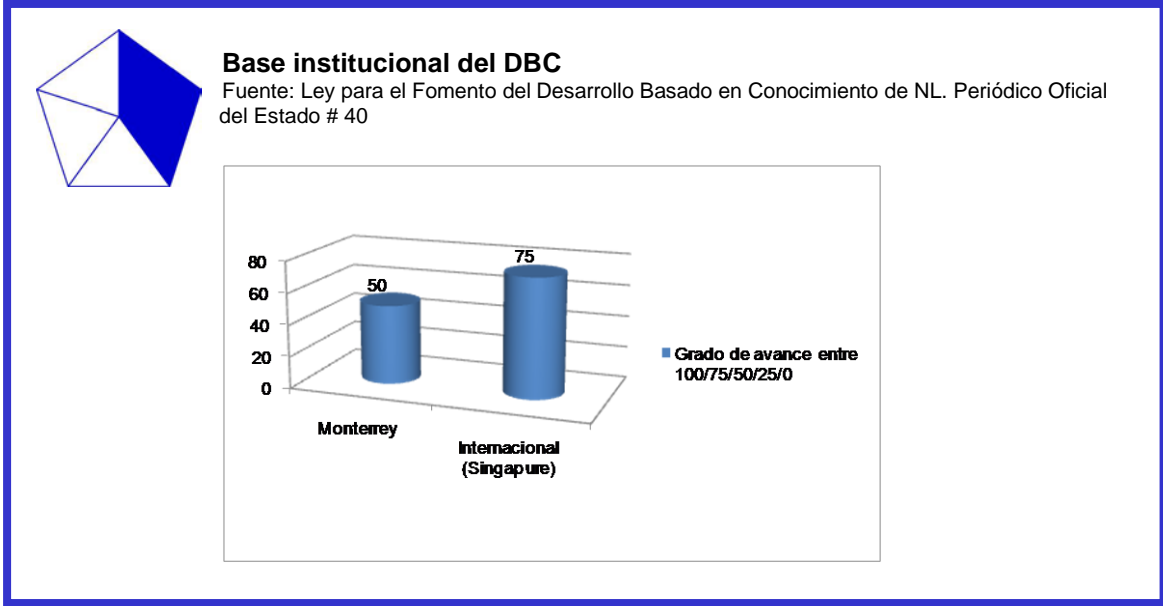 Base institucional del DBC
Fuente: Ley para el Fomento del Desarrollo Basado en Conocimiento de NL. Periódico Oficial
del Estado # 40
80
60
40
20
0
50
75
Monterrey
Internacional
(Singapure)
Grado de avance entre
100/75/50/25/0